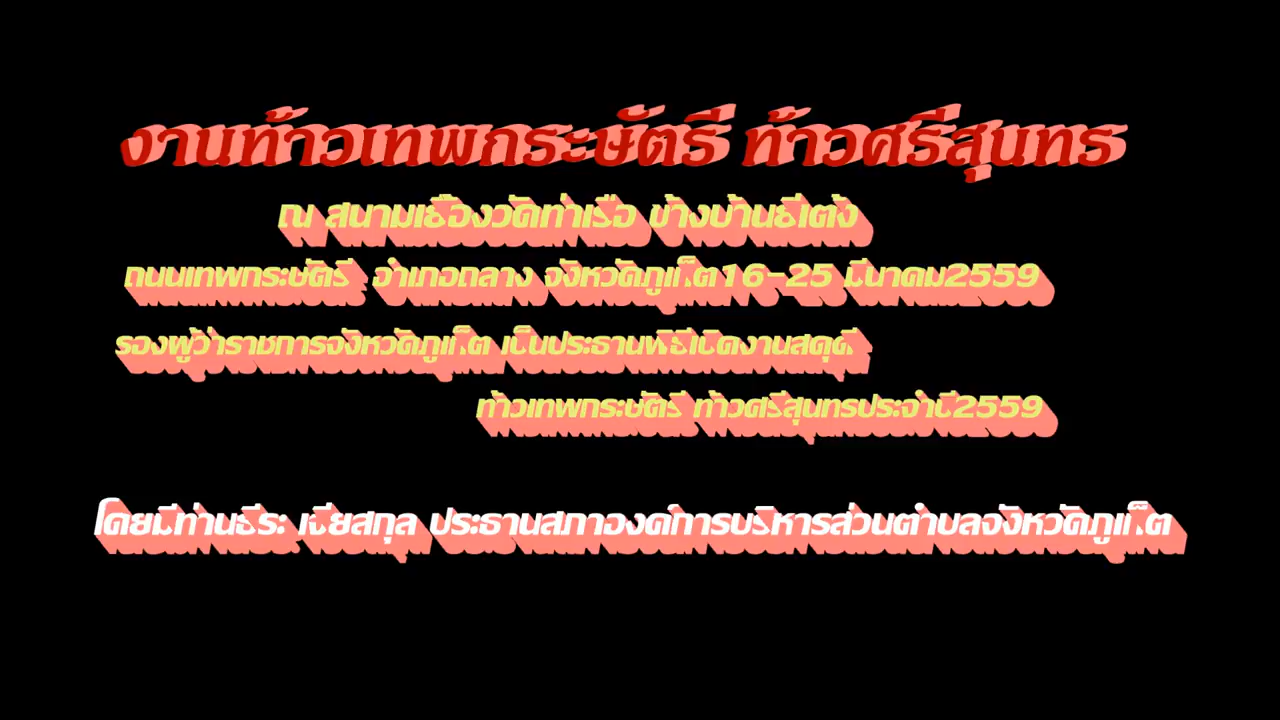 งานท้าวเทพกระษัตรี ท้าวศรีสุนทร
ณ สนามเยื้องวัดท่าเรือ ข้างบ้าน
ถนนเทพกระษัตรี อำเภอถลาง จังหวัดภูเก็ต16-25 มีนาคม2559
รองผู้ว่าราชการจังหวัดภูเก็ต เป็นประธานพิธีเปิดงานสดุดี
ท้าวเทพกระษัตรี ท้าวศรีสุนทรประจำปี2559
โดยมีท่านธีระ เจี่ยสกุล ประธานสภาองค์การบริหารส่วนตำบลจังหวัดภูเก็ต